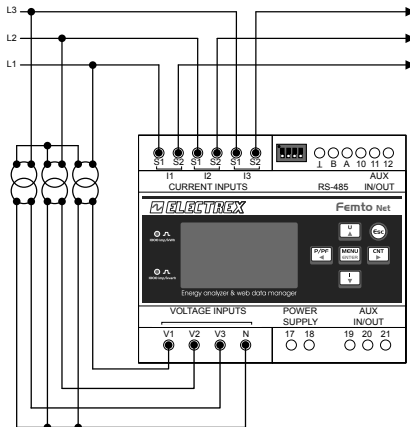 L3
L2
L1
S1 S2 S1 S2 S1 S2
I1 I2 I3
CURRENT INPUTS
⊥ B A 10 11 12
RS-485
AUX
IN/OUT
ELECTREX
Femto Net
U
Esc
P/PF
MENU
ENTER
CNT
I
Energy analyzer & web data manager
VOLTAGE INPUTS
POWER
SUPPLY
AUX
IN/OUT
V1 V2 V3 N
17 18
19 20 21